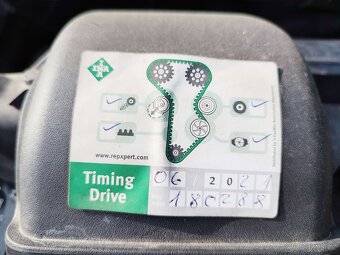 INA
www.repxpert.com
Timing Drive
06/2021
180288